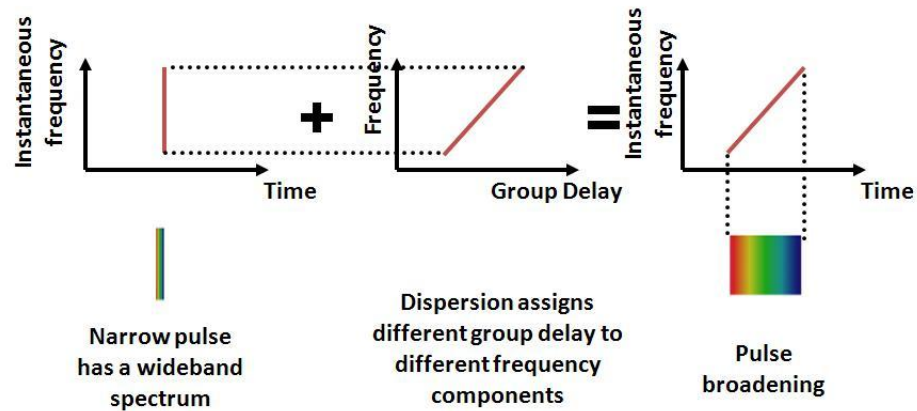 Instantaneous
frequency
Time
+
Frequency
Group Delay
=
Instantaneous
frequency
Time
Narrow pulse
has a wideband
spectrum
Dispersion assigns
different group delay to
different frequency
components
Pulse
broadening